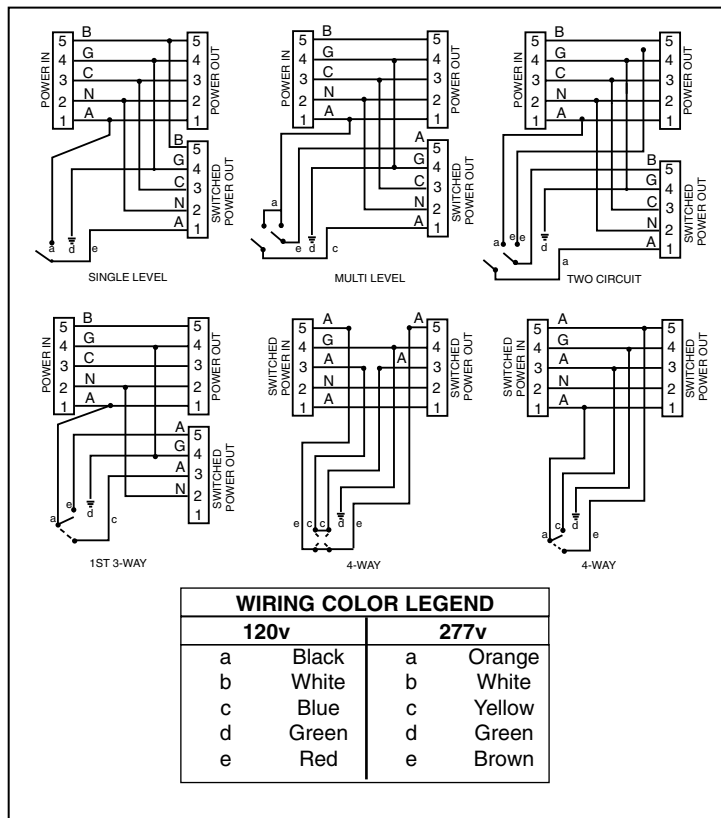 POWER IN
B
G
C
N
A
5
4
3
2
1
5
4
3
2
1
POWER OUT
B
G
C
N
A
5
4
3
2
1
SWITCHED
POWER OUT
a
d
e
SINGLE LEVEL
POWER IN
B
G
C
N
A
5
4
3
2
1
5
4
3
2
1
POWER OUT
A
G
C
N
A
5
4
3
2
1
SWITCHED
POWER OUT
a
e
d
c
MULTI LEVEL
POWER IN
B
G
C
N
A
5
4
3
2
1
5
4
3
2
1
POWER OUT
B
G
C
N
A
5
4
3
2
1
SWITCHED
POWER OUT
a
e
e
d
a
TWO CIRCUIT
POWER IN
B
G
C
N
A
5
4
3
2
1
5
4
3
2
1
POWER OUT
A
G
A
N
5
4
3
2
1
SWITCHED
POWER OUT
a
e
d
c
1ST 3-WAY
SWITCHED
POWER IN
A
G
A
N
A
5
4
3
2
1
A
A
5
4
3
2
1
SWITCHED
POWER OUT
e
c
c
d
e
4-WAY
SWITCHED
POWER IN
A
G
A
N
A
5
4
3
2
1
5
4
3
2
1
SWITCHED
POWER OUT
a
c
d
e
4-WAY
WIRING COLOR LEGEND
120v 277v
a Black a Orange
b White b White
c Blue c Yellow
d Green d Green
e Red e Brown